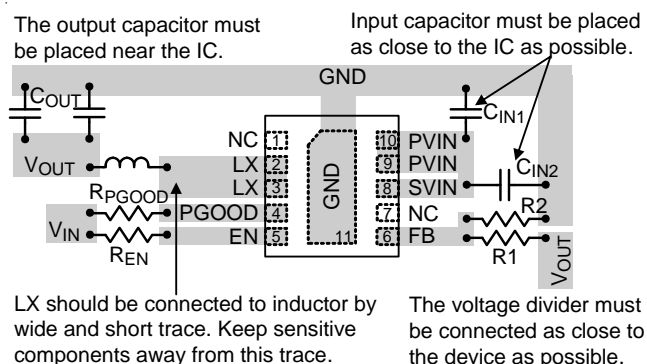 The output capacitor must
be placed near the IC.
Input capacitor must be placed
as close to the IC as possible.
GND
COUT
CIN1
NC 1
10 PVIN
VOUT
LX 2
9 PVIN
CIN2
LX 3
8 SVIN
GND
RPGOOD
PGOOD 4
7 NC
R2
VIN
EN 5
11
6 FB
REN
R1
VOUT
LX should be connected to inductor by
wide and short trace. Keep sensitive
components away from this trace.
The voltage divider must
be connected as close to
the device as possible.